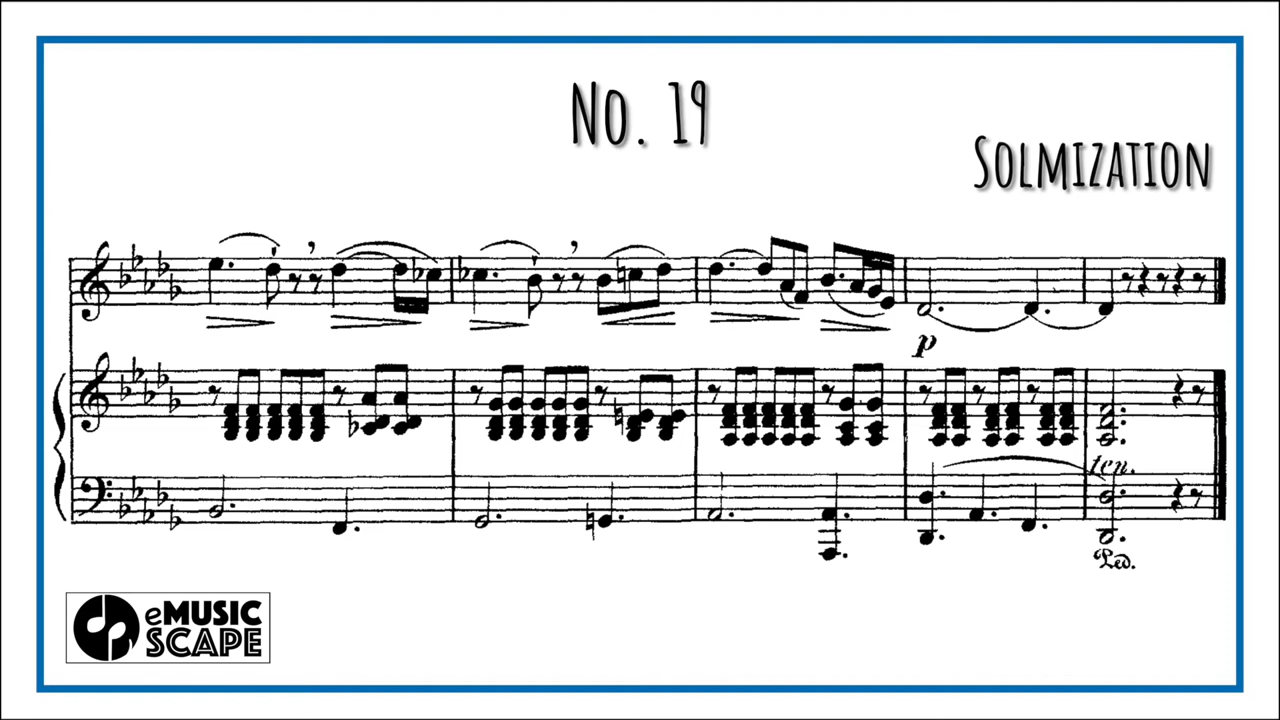 No. 19
Solmization
p
ten.
Ped.
eMUSIC
SCAPE